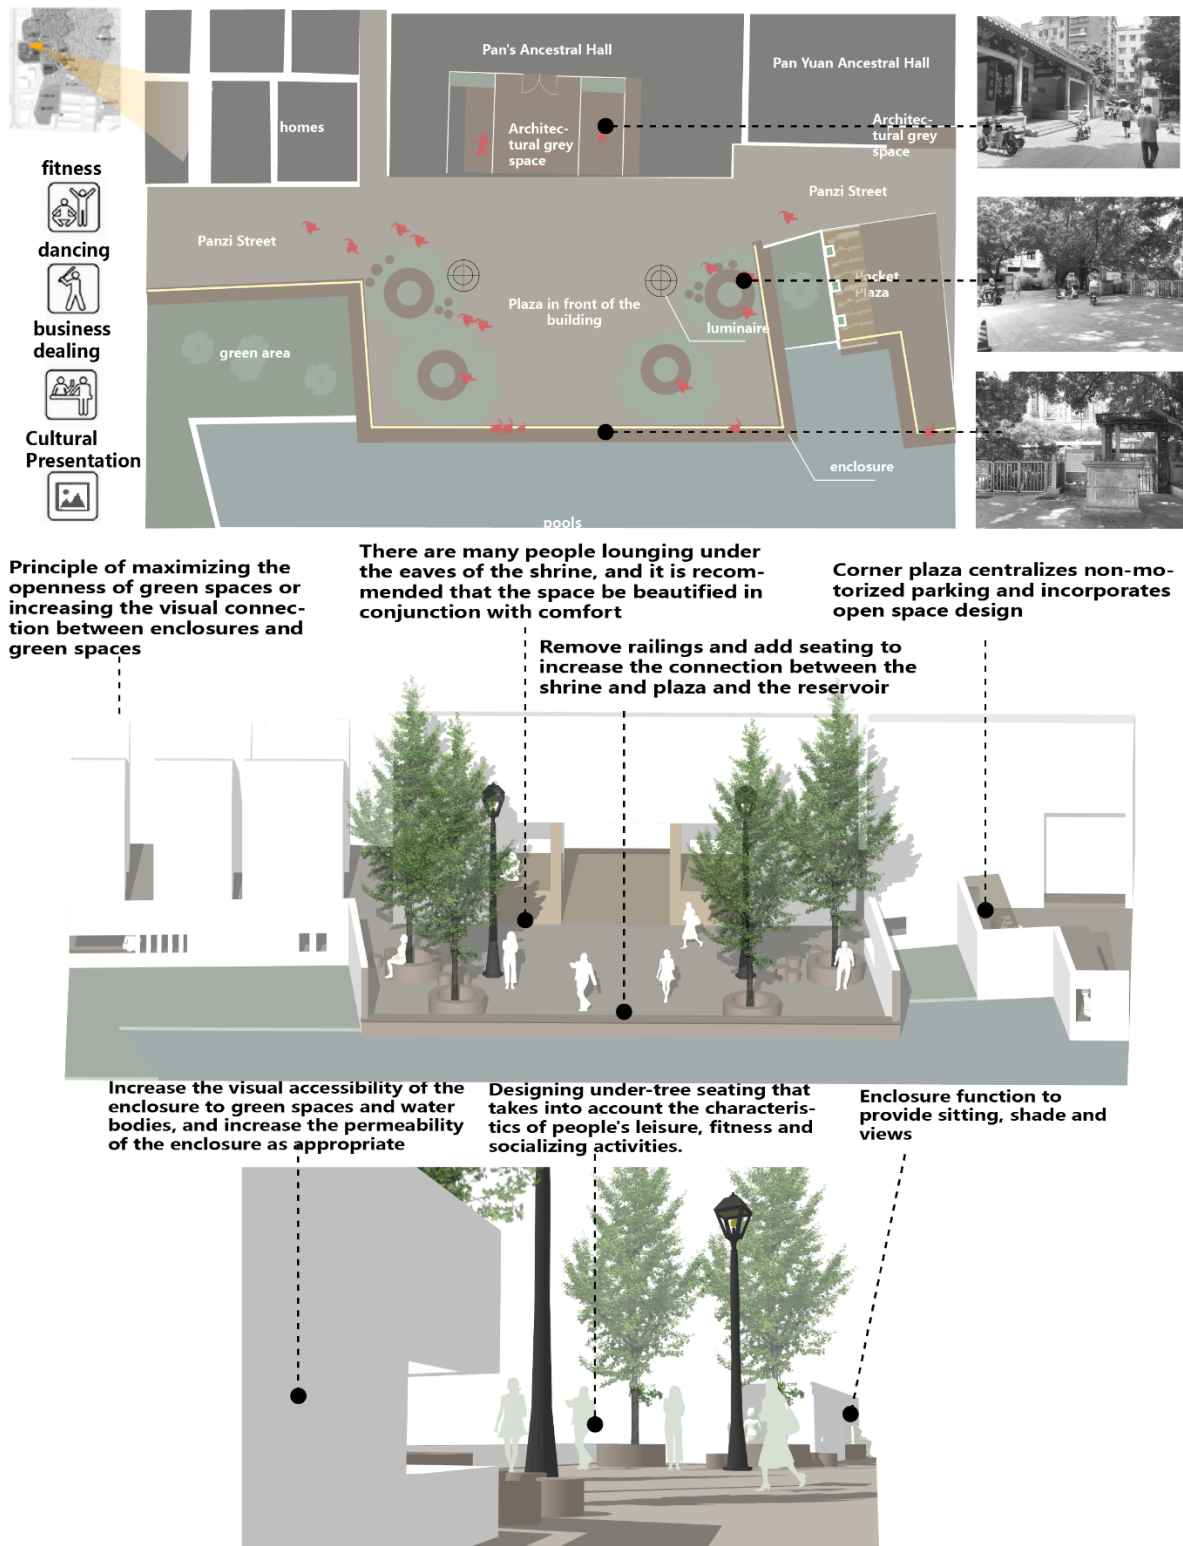 Pan's Ancestral Hall
Pan Yuan Ancestral Hall
homes
Architec-
tural grey
space
Architec-
tural grey
space
fitness
Panzi Street
dancing
Panzi Street
Pocket
Plaza
Plaza in front of the
building
luminaire
business
dealing
green area
Cultural
Presentation
enclosure
pools
Principle of maximizing the
openness of green spaces or
increasing the visual connec-
tion between enclosures and
green spaces
There are many people lounging under
the eaves of the shrine, and it is recom-
mended that the space be beautified in
conjunction with comfort
Corner plaza centralizes non-mo-
torized parking and incorporates
open space design
Remove railings and add seating to
increase the connection between the
shrine and plaza and the reservoir
Increase the visual accessibility of the
enclosure to green spaces and water
bodies, and increase the permeability
of the enclosure as appropriate
Designing under-tree seating that
takes into account the characteris-
tics of people's leisure, fitness and
socializing activities.
Enclosure function to
provide sitting, shade and
views